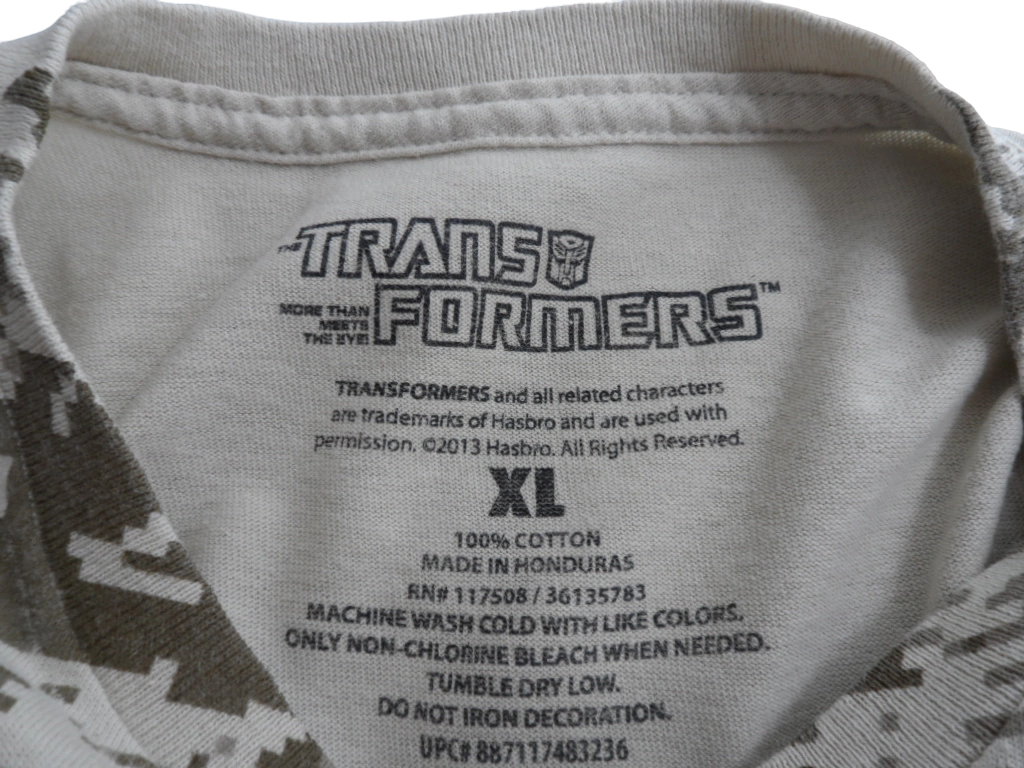 THE TRANS
MORE THAN MEETS THE EYE! FORMERS™
TRANSFORMERS and all related characters
are trademarks of Hasbro and are used with
permission. ©2013 Hasbro. All Rights Reserved.
XL
100% COTTON
MADE IN HONDURAS
RN# 117508 / 36135783
MACHINE WASH COLD WITH LIKE COLORS.
ONLY NON-CHLORINE BLEACH WHEN NEEDED.
TUMBLE DRY LOW.
DO NOT IRON DECORATION.
UPC# 887117483236